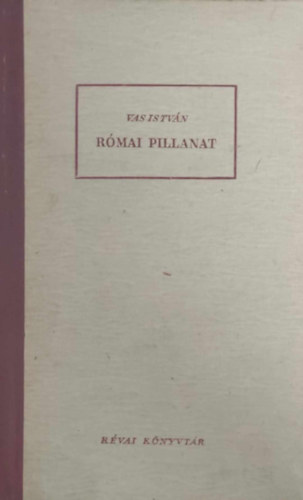 VAS ISTVÁN
RÓMAI PILLANAT
RÉVAI KÖNYVTÁR